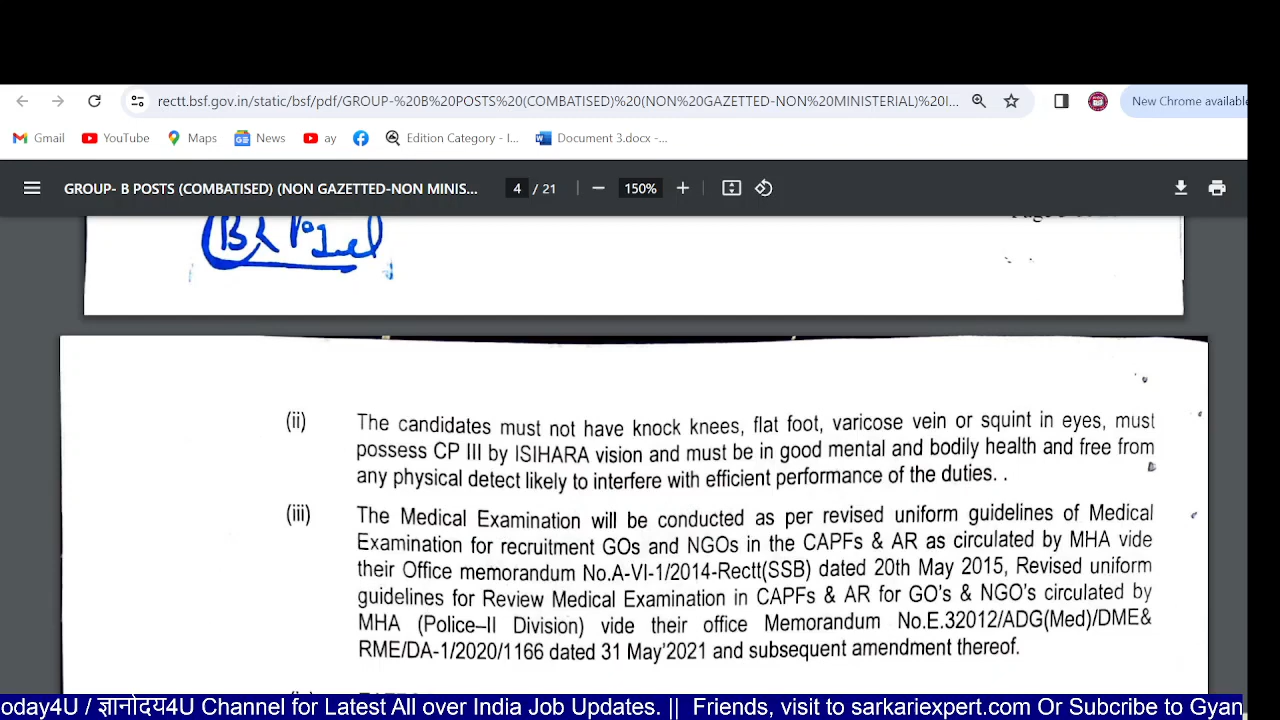 rectt.bsf.gov.in/static/bsf/pdf/GROUP-%20B%20POSTS%20(COMBATISED)%20(NON%20GAZETTED-NON%20MINISTERIAL)%20I...
New Chrome available
Gmail YouTube Maps News ay Edition Category - I... Document 3.docx -...
GROUP- B POSTS (COMBATISED) (NON GAZETTED-NON MINIS... 4 / 21 150%
(ii) The candidates must not have knock knees, flat foot, varicose vein or squint in eyes, must
possess CP III by ISIHARA vision and must be in good mental and bodily health and free from
any physical detect likely to interfere with efficient performance of the duties. .
(iii) The Medical Examination will be conducted as per revised uniform guidelines of Medical
Examination for recruitment GOs and NGOs in the CAPFs & AR as circulated by MHA vide
their Office memorandum No.A-VI-1/2014-Rectt(SSB) dated 20th May 2015, Revised uniform
guidelines for Review Medical Examination in CAPFs & AR for GO's & NGO's circulated by
MHA (Police–II Division) vide their office Memorandum No.E.32012/ADG(Med)/DME&
RME/DA-1/2020/1166 dated 31 May'2021 and subsequent amendment thereof.
oday4U / ज्ञानोदय4U Channel for Latest All over India Job Updates. || Friends, visit to sarkariexpert.com Or Subcribe to Gyan